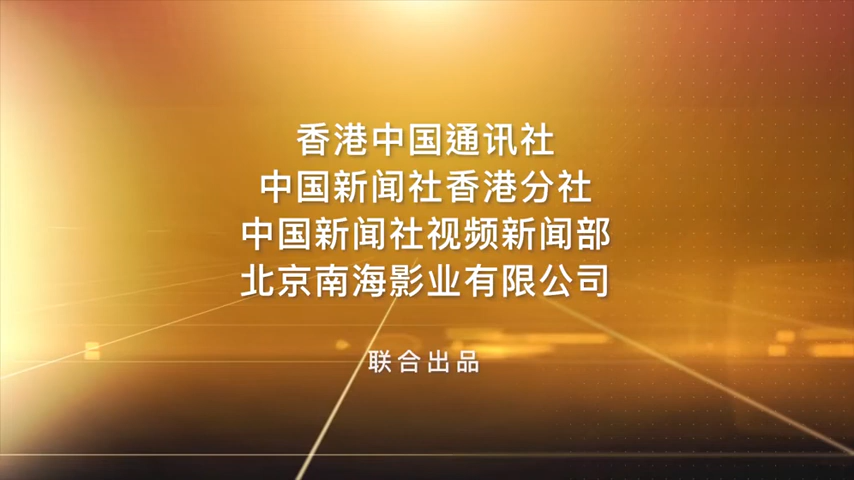 香港中国通讯社
中国新闻社香港分社
中国新闻社视频新闻部
北京南海影业有限公司
联合出品